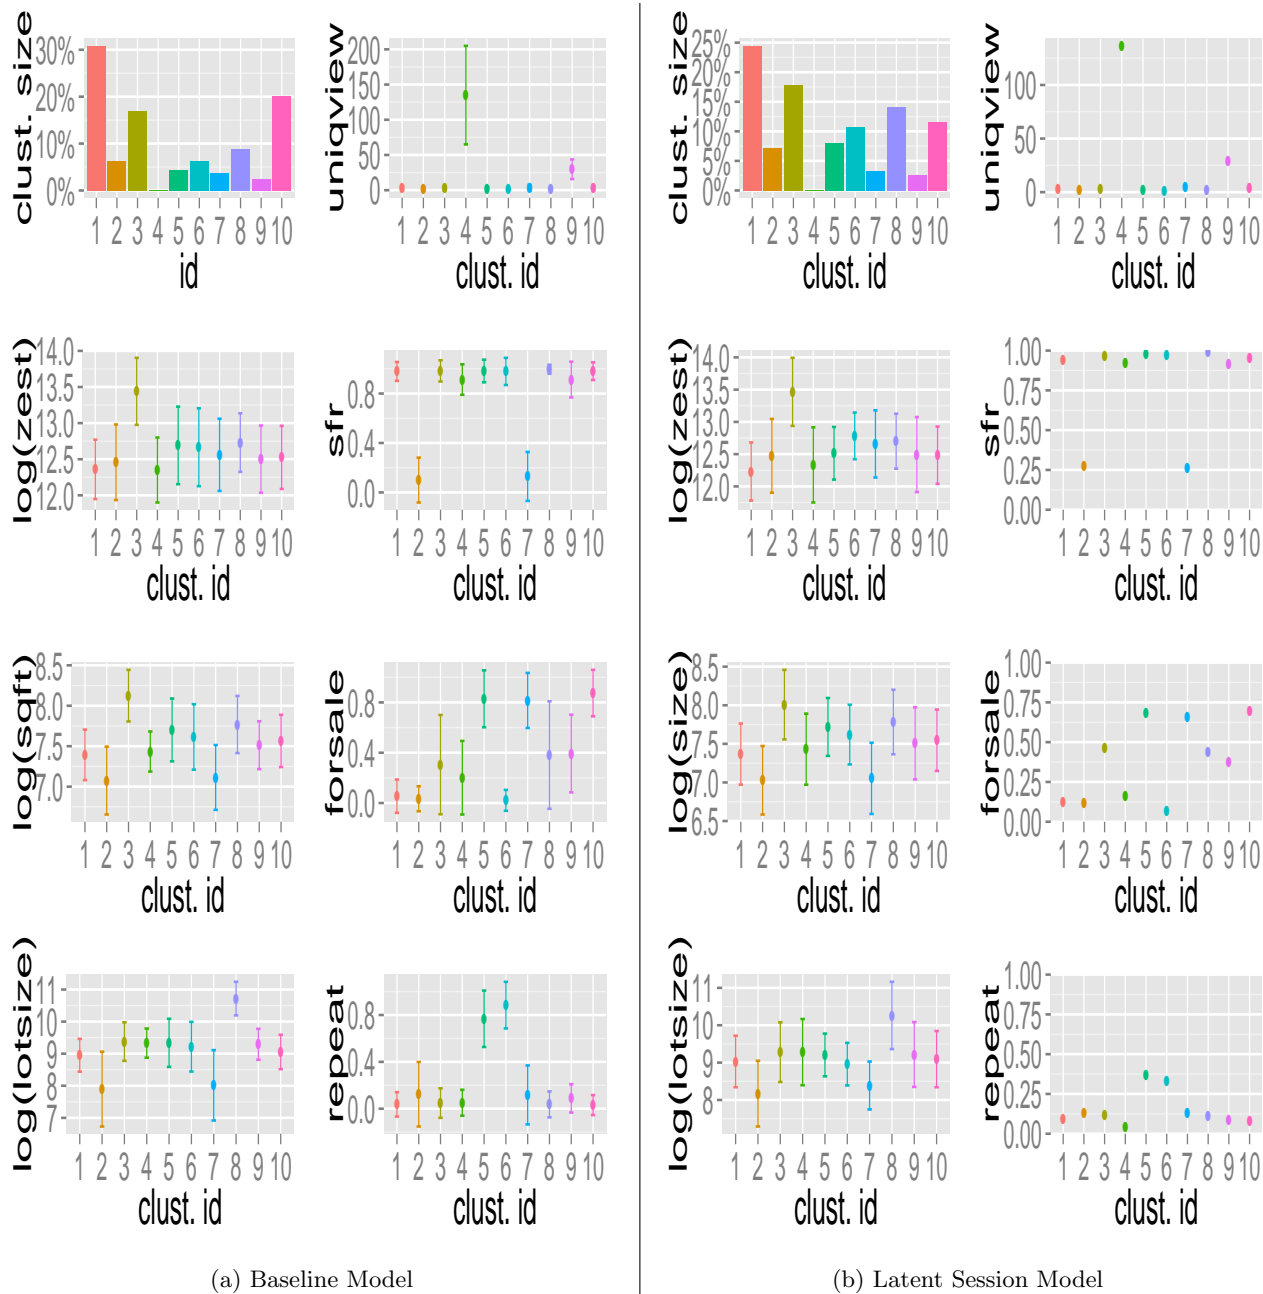 clust. size
30%
20%
10%
0%
1 2 3 4 5 6 7 8 9 10
id
uniqview
200
150
100
50
0
1 2 3 4 5 6 7 8 9 10
clust. id
clust. size
25%
20%
15%
10%
5%
0%
1 2 3 4 5 6 7 8 9 10
clust. id
uniqview
100
50
0
1 2 3 4 5 6 7 8 9 10
clust. id
log(zest)
14.0
13.5
13.0
12.5
12.0
1 2 3 4 5 6 7 8 9 10
clust. id
sfr
0.8
0.4
0.0
1 2 3 4 5 6 7 8 9 10
clust. id
log(zest)
14.0
13.5
13.0
12.5
12.0
1 2 3 4 5 6 7 8 9 10
clust. id
sfr
1.00
0.75
0.50
0.25
0.00
1 2 3 4 5 6 7 8 9 10
clust. id
log(sqft)
8.5
8.0
7.5
7.0
1 2 3 4 5 6 7 8 9 10
clust. id
forsale
0.8
0.4
0.0
1 2 3 4 5 6 7 8 9 10
clust. id
log(size)
8.5
8.0
7.5
7.0
6.5
1 2 3 4 5 6 7 8 9 10
clust. id
forsale
1.00
0.75
0.50
0.25
0.00
1 2 3 4 5 6 7 8 9 10
clust. id
log(lotsize)
11
10
9
8
7
1 2 3 4 5 6 7 8 9 10
clust. id
repeat
0.8
0.4
0.0
1 2 3 4 5 6 7 8 9 10
clust. id
log(lotsize)
11
10
9
8
1 2 3 4 5 6 7 8 9 10
clust. id
repeat
1.00
0.75
0.50
0.25
0.00
1 2 3 4 5 6 7 8 9 10
clust. id
(a) Baseline Model
(b) Latent Session Model